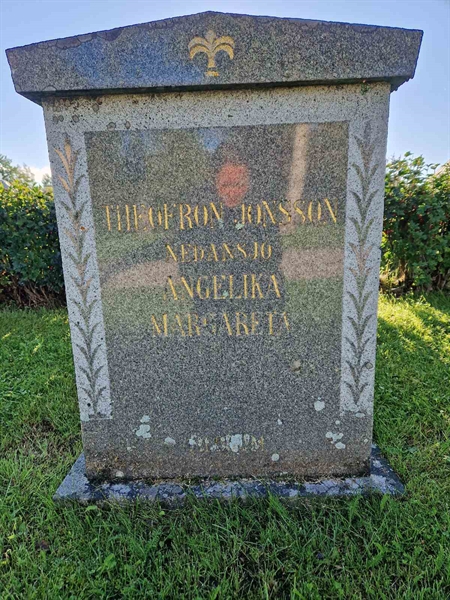 THEOFRON JONSSON
NEDANSJÖ
ANGELIKA
MARGARETA